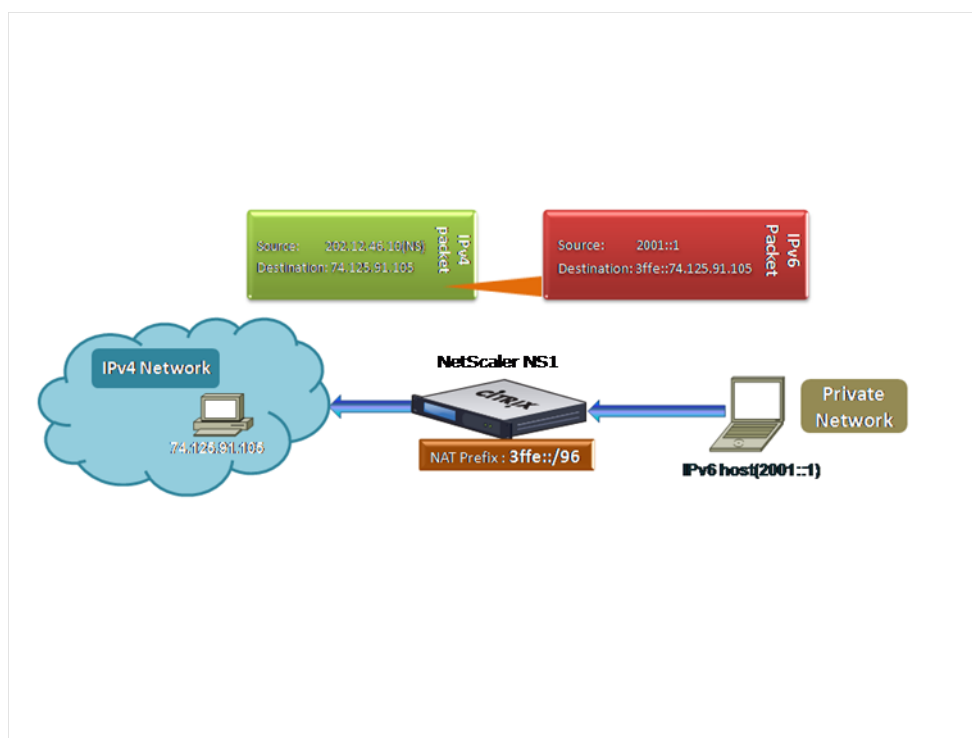 IPv4
packet
Source:
Destination: 74.125.91.105
IPv6
Packet
Source: 2001::1
Destination: 3ffe::74.125.91.105
IPv4 Network
74.125.91.105
NetScaler NS1
CITRIX
NAT Prefix : 3ffe::/96
Private
Network
IPv6 host(2001::1)